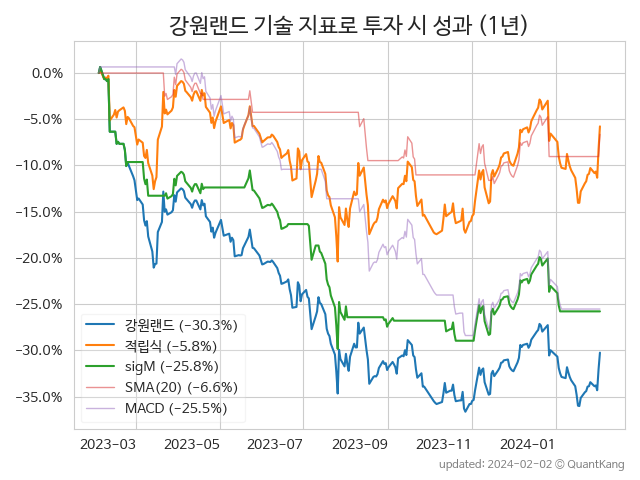 강원랜드 기술 지표로 투자 시 성과 (1년)
0.0%
−5.0%
−10.0%
−15.0%
−20.0%
−25.0%
−30.0%
−35.0%
강원랜드 (−30.3%)
적립식 (−5.8%)
sigM (−25.8%)
SMA(20) (−6.6%)
MACD (−25.5%)
2023-03 2023-05 2023-07 2023-09 2023-11 2024-01
updated: 2024-02-02 © QuantKang